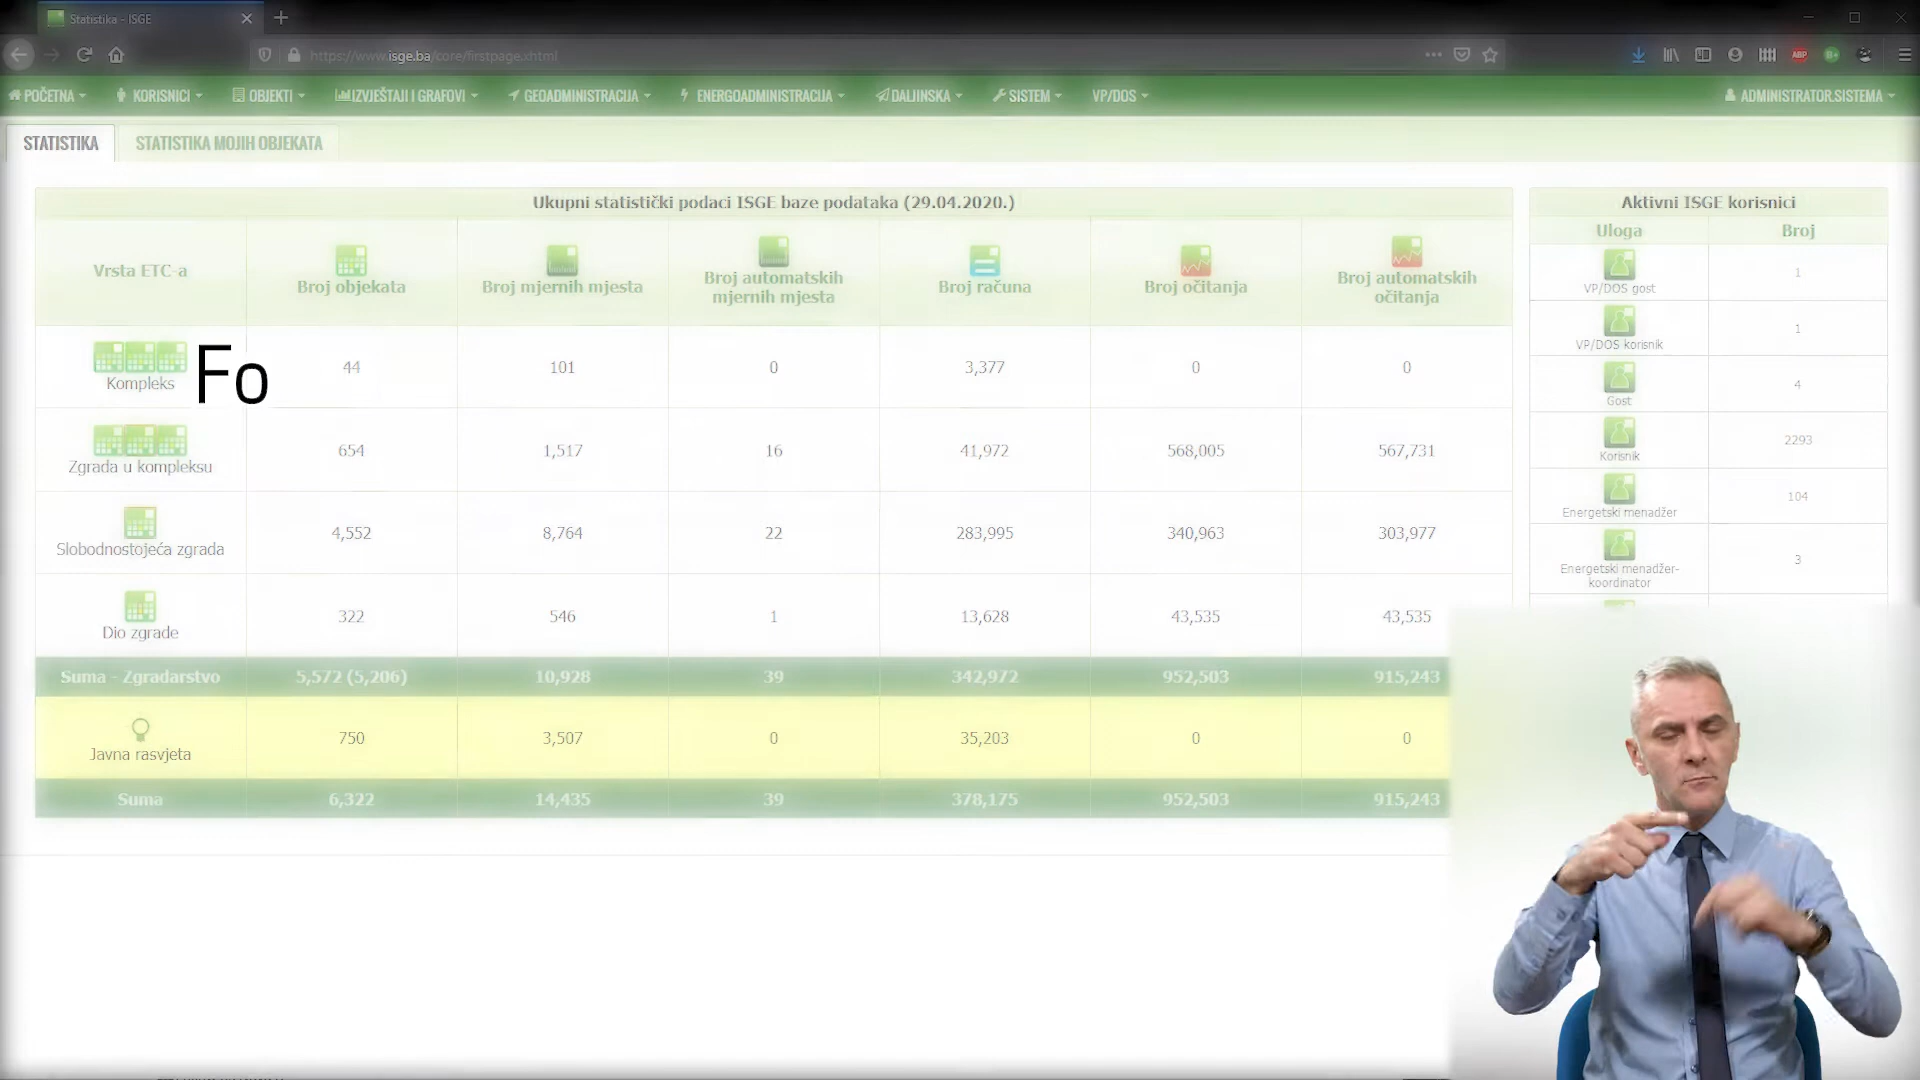 Statistika - ISGE
https://www.isge.ba/core/firstpage.xhtml
ABP
POČETNA KORISNICI OBJEKTI IZVJEŠTAJI I GRAFOVI GEOADMINISTRACIJA ENERGOADMINISTRACIJA DALJINSKA SISTEM VP/DOS ADMINISTRATOR.SISTEMA
STATISTIKA STATISTIKA MOJIH OBJEKATA
Ukupni statistički podaci ISGE baze podataka (29.04.2020.)
Vrsta ETC-a Broj objekata Broj mjernih mjesta Broj automatskih mjernih mjesta Broj računa Broj očitanja Broj automatskih očitanja
Kompleks 44 101 0 3,377 0 0
Fo
Zgrada u kompleksu 654 1,517 16 41,972 568,005 567,731
Slobodnostojeća zgrada 4,552 8,764 22 283,995 340,963 303,977
Dio zgrade 322 546 1 13,628 43,535 43,535
Suma - Zgradarstvo 5,572 (5,206) 10,928 39 342,972 952,503 915,243
Javna rasvjeta 750 3,507 0 35,203 0 0
Suma 6,322 14,435 39 378,175 952,503 915,243
Aktivni ISGE korisnici
Uloga Broj
VP/DOS gost 1
VP/DOS korisnik 1
Gost 4
Korisnik 2293
Energetski menadžer 104
Energetski menadžer-koordinator 3